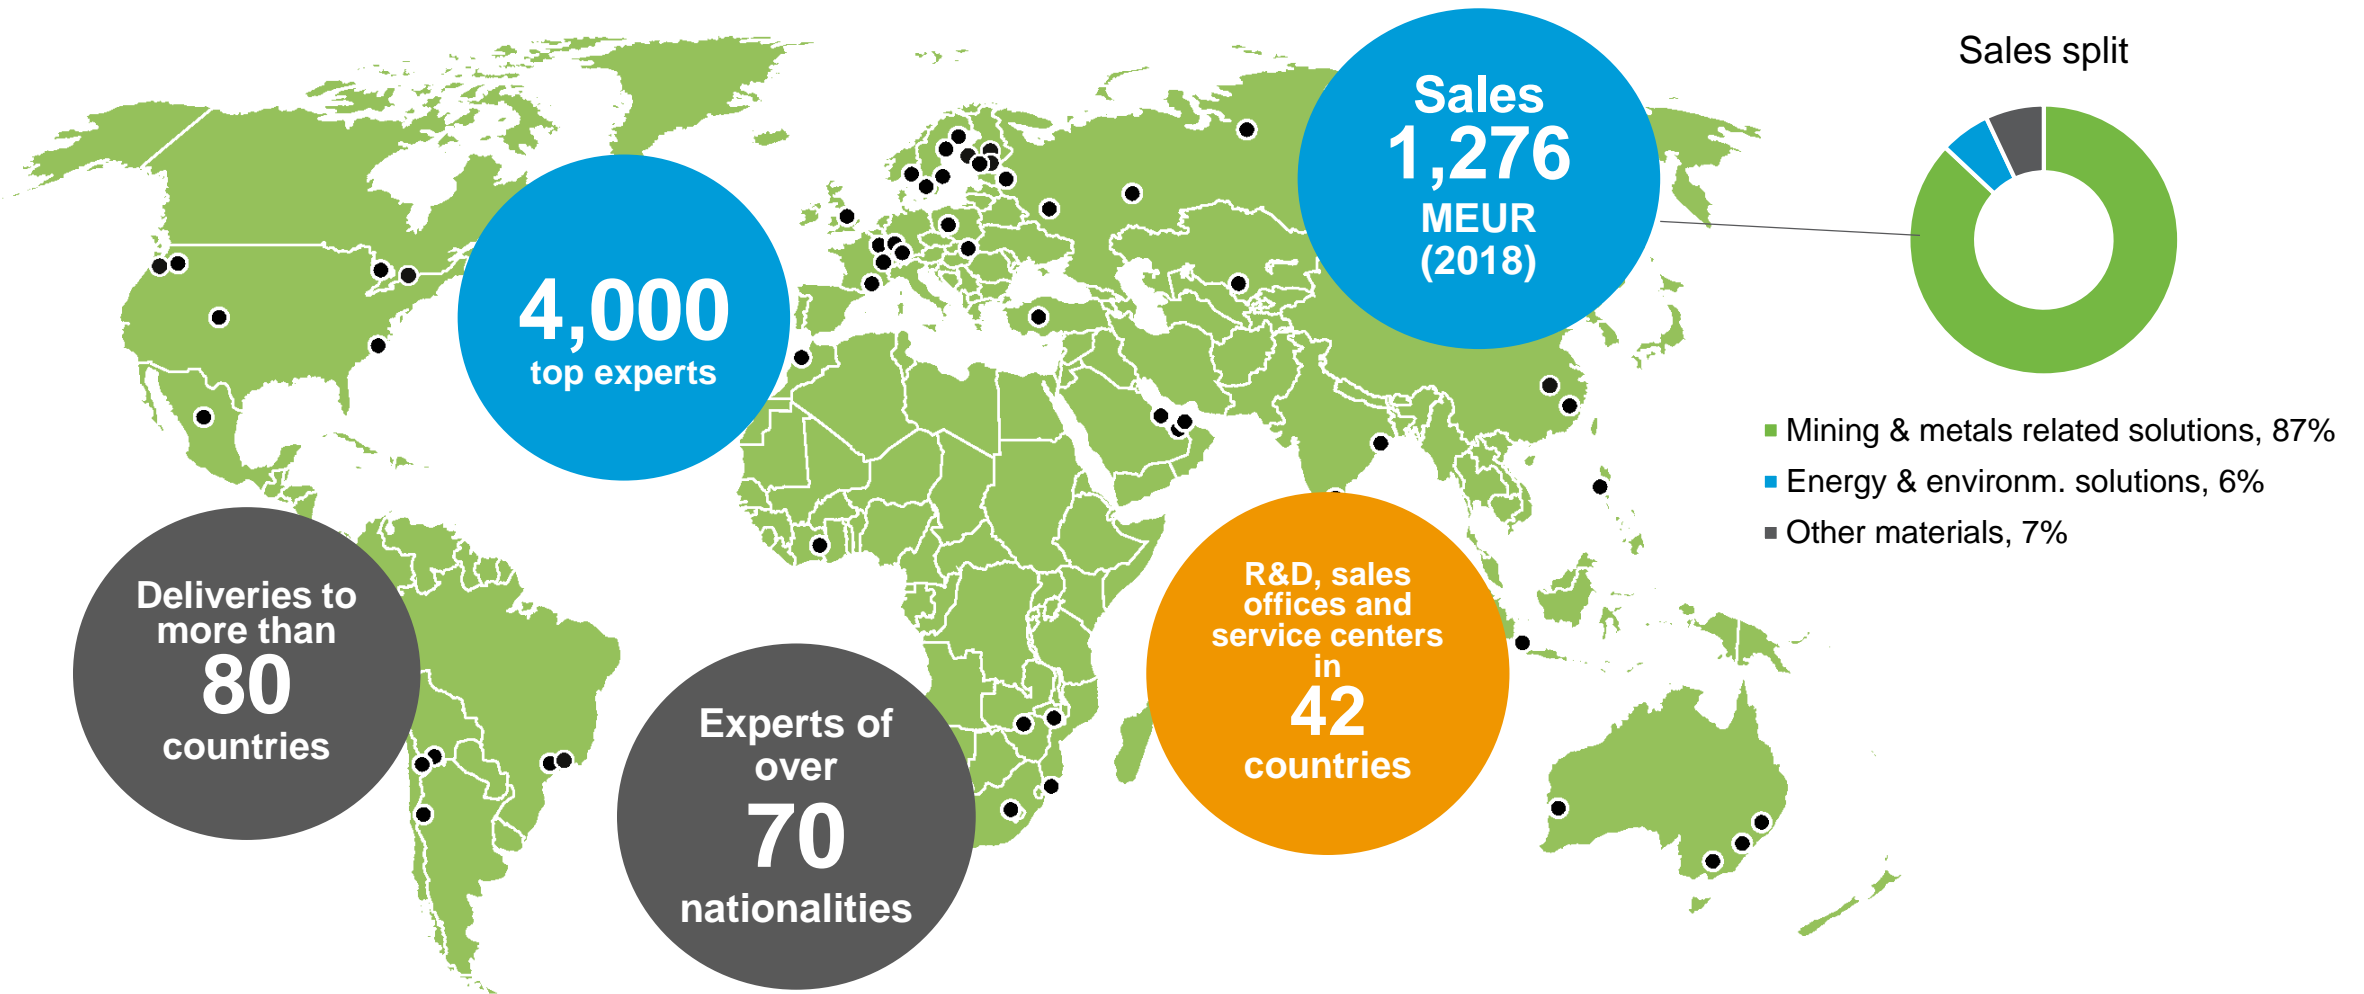 Sales split
Sales
1,276
MEUR
(2018)
4,000
top experts
Mining & metals related solutions, 87%
Energy & environm. solutions, 6%
Other materials, 7%
Deliveries to
more than
80
countries
R&D, sales
offices and
service centers
in
42
countries
Experts of
over
70
nationalities